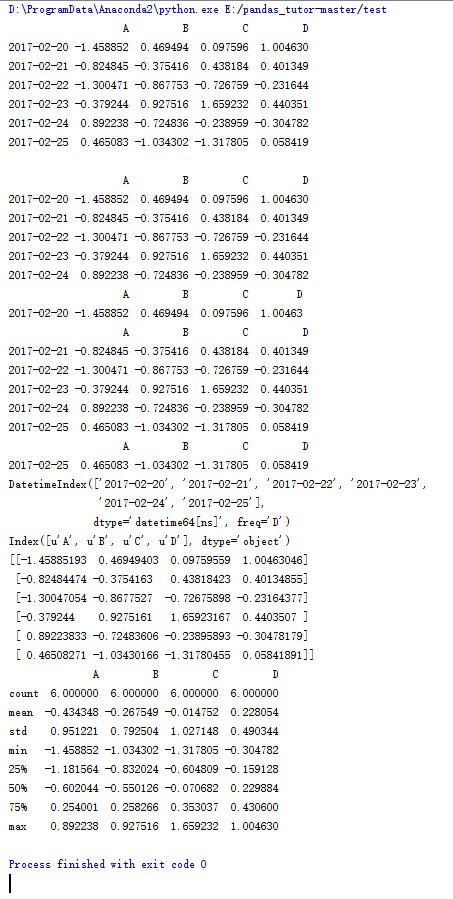 D:\ProgramData\Anaconda2\python.exe E:/pandas_tutor-master/test
                   A         B         C         D
2017-02-20 -1.458852  0.469494  0.097596  1.004630
2017-02-21 -0.824845 -0.375416  0.438184  0.401349
2017-02-22 -1.300471 -0.867753 -0.726759 -0.231644
2017-02-23 -0.379244  0.927516  1.659232  0.440351
2017-02-24  0.892238 -0.724836 -0.238959 -0.304782
2017-02-25  0.465083 -1.034302 -1.317805  0.058419
                   A         B         C         D
2017-02-20 -1.458852  0.469494  0.097596  1.004630
2017-02-21 -0.824845 -0.375416  0.438184  0.401349
2017-02-22 -1.300471 -0.867753 -0.726759 -0.231644
2017-02-23 -0.379244  0.927516  1.659232  0.440351
2017-02-24  0.892238 -0.724836 -0.238959 -0.304782
                   A         B         C        D
2017-02-20 -1.458852  0.469494  0.097596  1.00463
                   A         B         C         D
2017-02-21 -0.824845 -0.375416  0.438184  0.401349
2017-02-22 -1.300471 -0.867753 -0.726759 -0.231644
2017-02-23 -0.379244  0.927516  1.659232  0.440351
2017-02-24  0.892238 -0.724836 -0.238959 -0.304782
2017-02-25  0.465083 -1.034302 -1.317805  0.058419
                   A         B         C         D
2017-02-25  0.465083 -1.034302 -1.317805  0.058419
DatetimeIndex(['2017-02-20', '2017-02-21', '2017-02-22', '2017-02-23',
               '2017-02-24', '2017-02-25'],
              dtype='datetime64[ns]', freq='D')
Index([u'A', u'B', u'C', u'D'], dtype='object')
[[-1.45885193  0.46949403  0.09759559  1.00463046]
 [-0.82484474 -0.3754163   0.43818423  0.40134855]
 [-1.30047054 -0.8677527  -0.72675898 -0.23164377]
 [-0.379244    0.9275161   1.65923167  0.4403507 ]
 [ 0.89223833 -0.72483606 -0.23895893 -0.30478179]
 [ 0.46508271 -1.03430166 -1.31780455  0.05841891]]
              A         B         C         D
count  6.000000  6.000000  6.000000  6.000000
mean  -0.434348 -0.267549 -0.014752  0.228054
std    0.951221  0.792504  1.027148  0.490344
min   -1.458852 -1.034302 -1.317805 -0.304782
25%   -1.181564 -0.832024 -0.604809 -0.159128
50%   -0.602044 -0.550126 -0.070682  0.229884
75%    0.254001  0.258266  0.353037  0.430600
max    0.892238  0.927516  1.659232  1.004630
Process finished with exit code 0